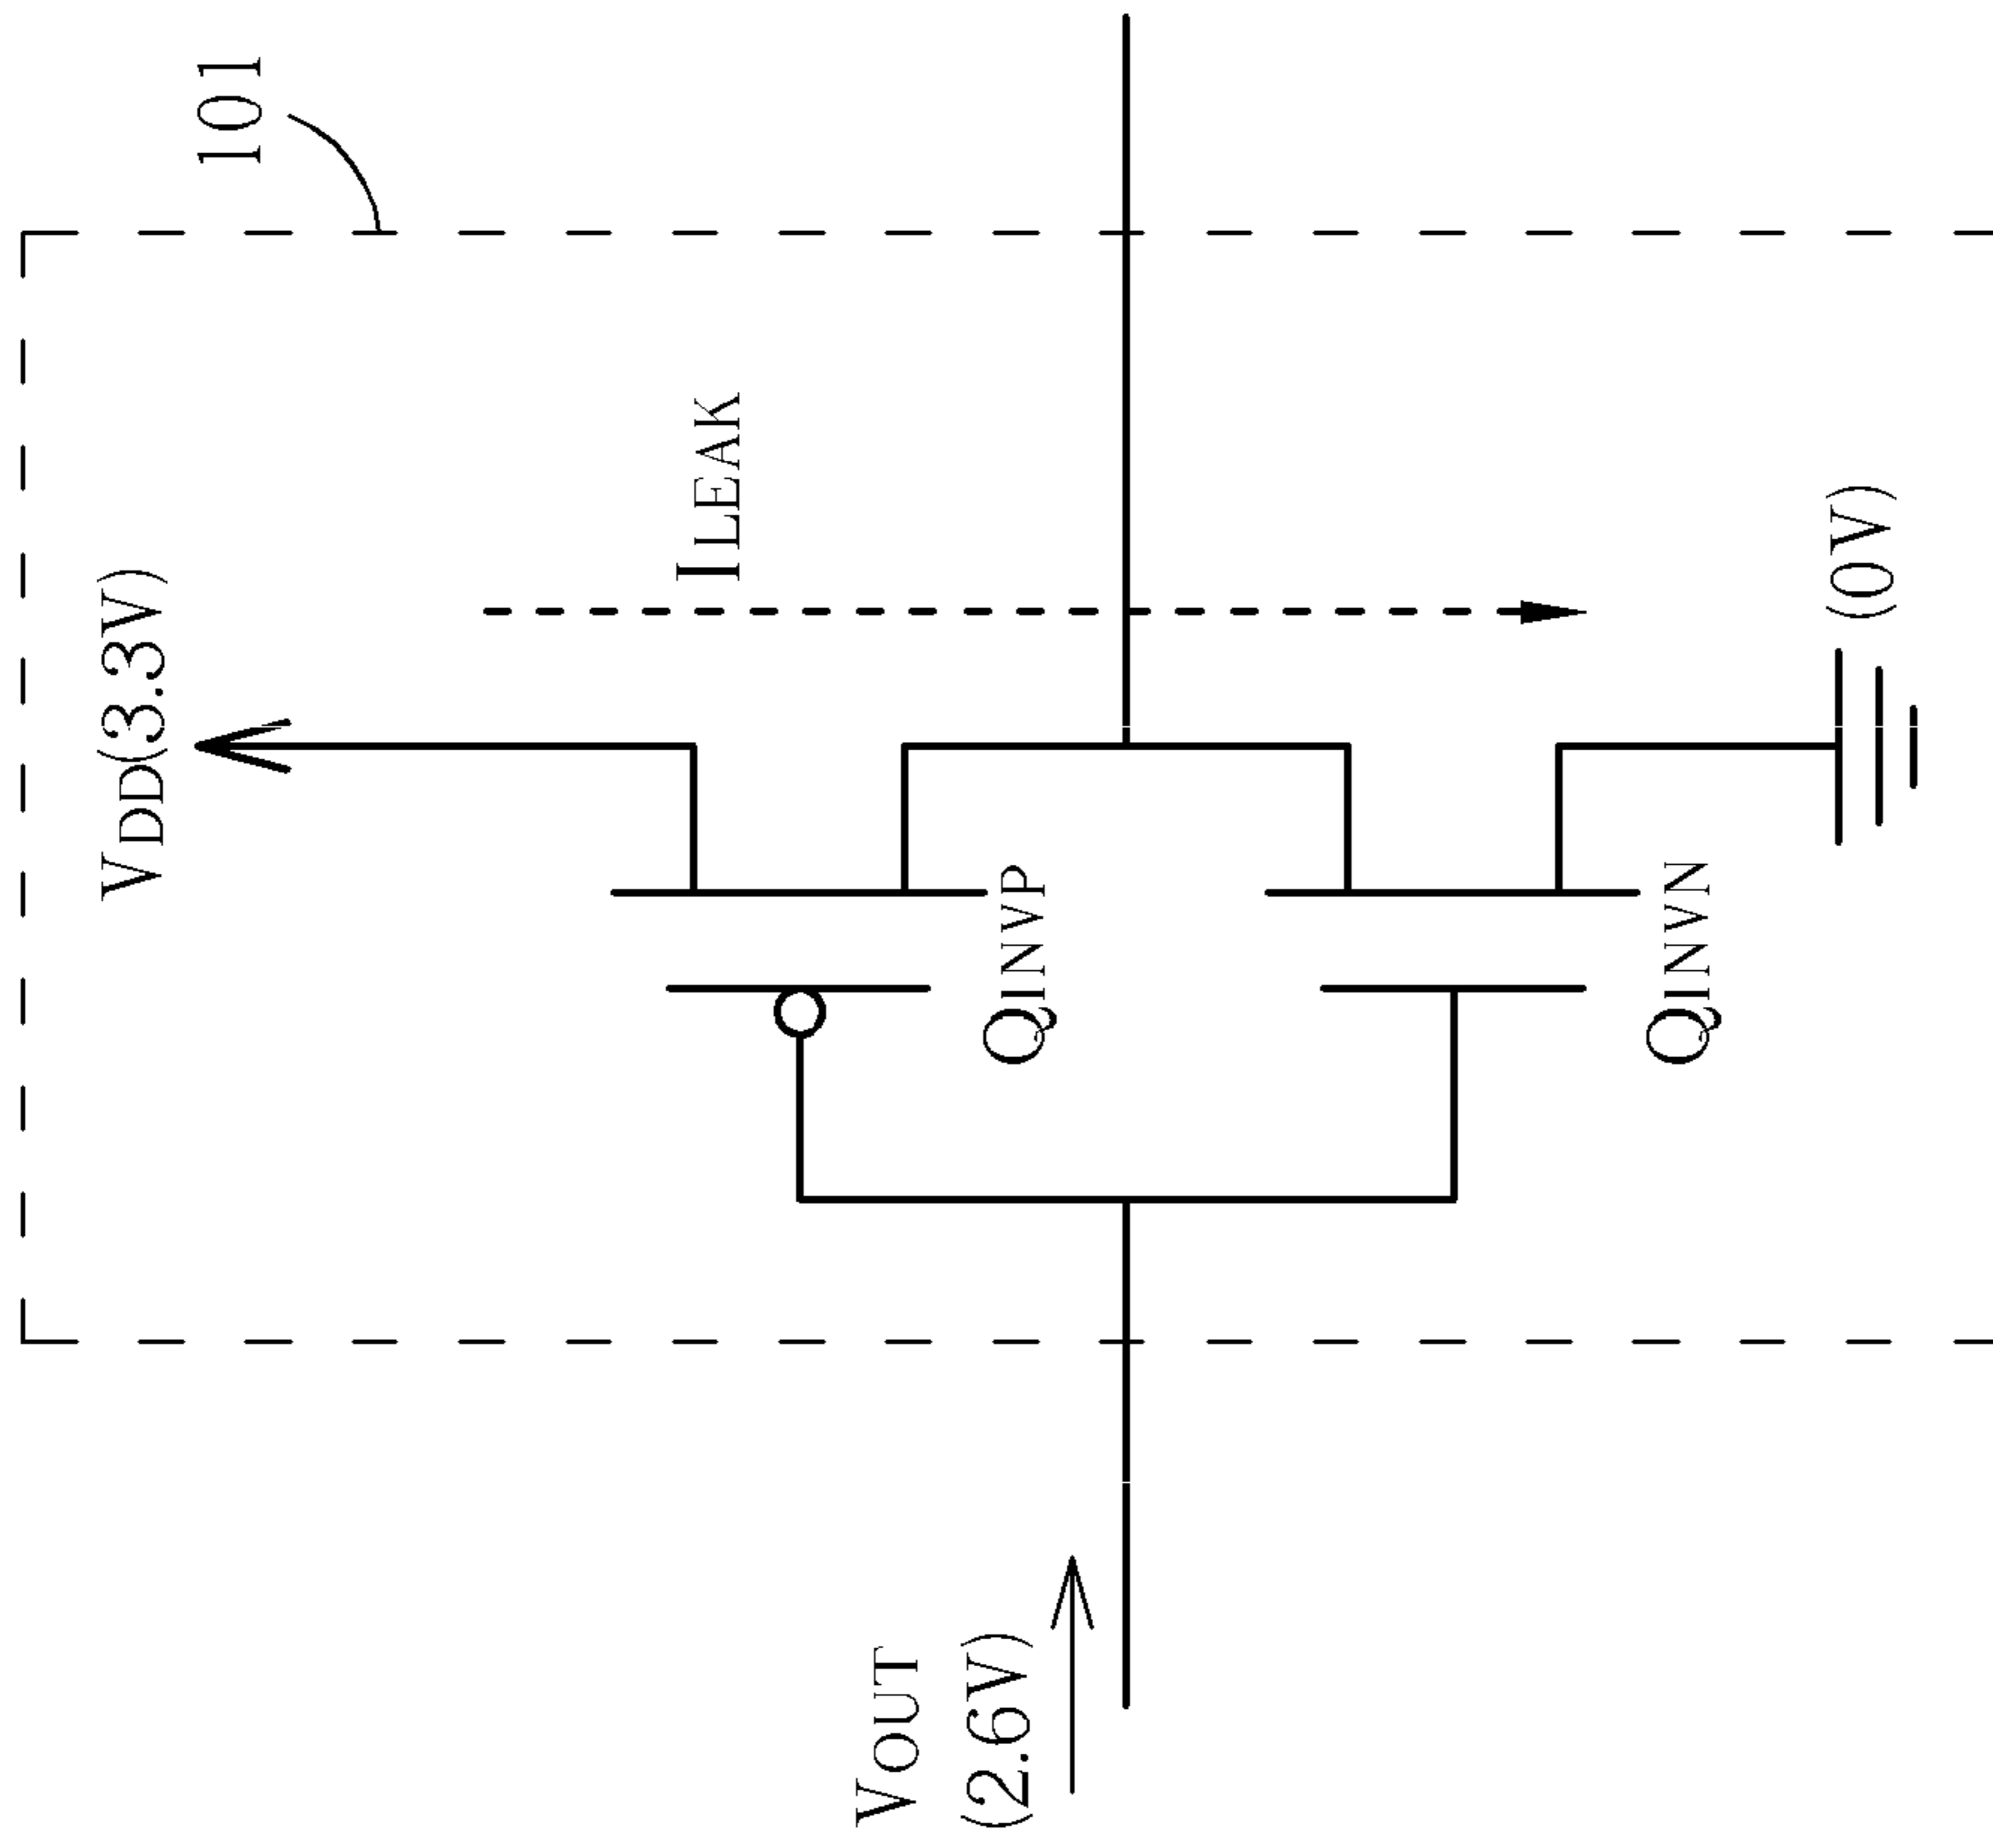 101
VDD(3.3V)
ILEAK
QINVP
QINVN
(0V)
VOUT
(2.6V)